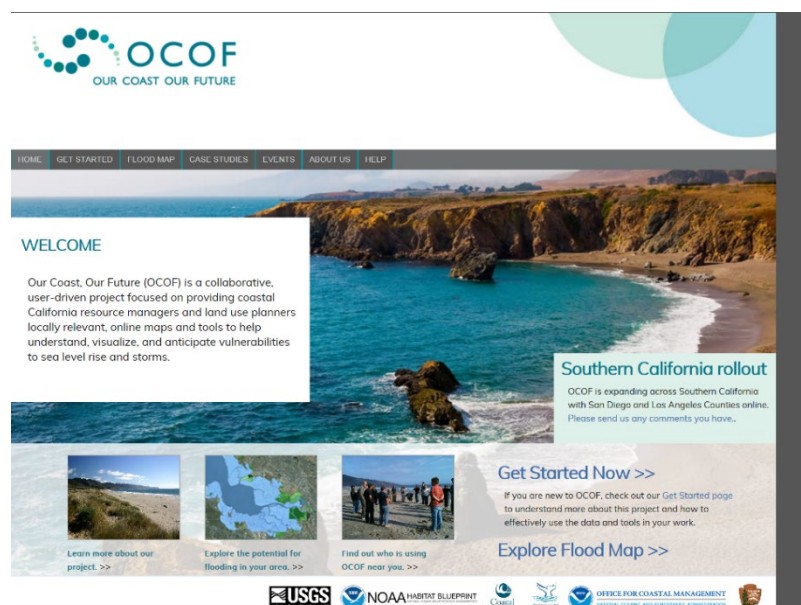 OCOF
OUR COAST OUR FUTURE
HOME GET STARTED FLOOD MAP CASE STUDIES EVENTS ABOUT US HELP
WELCOME
Our Coast, Our Future (OCOF) is a collaborative,
user-driven project focused on providing coastal
California resource managers and land use planners
locally relevant, online maps and tools to help
understand, visualize, and anticipate vulnerabilities
to sea level rise and storms.
Southern California rollout
OCOF is expanding across Southern California
with San Diego and Los Angeles Counties online.
Please send us any comments you have..
Learn more about our
project. >>
Explore the potential for
flooding in your area. >>
Find out who is using
OCOF near you. >>
Get Started Now >>
If you are new to OCOF, check out our Get Started page
to understand more about this project and how to
effectively use the data and tools in your work.
Explore Flood Map >>
USGS NOAA HABITAT BLUEPRINT Coastal OFFICE FOR COASTAL MANAGEMENT